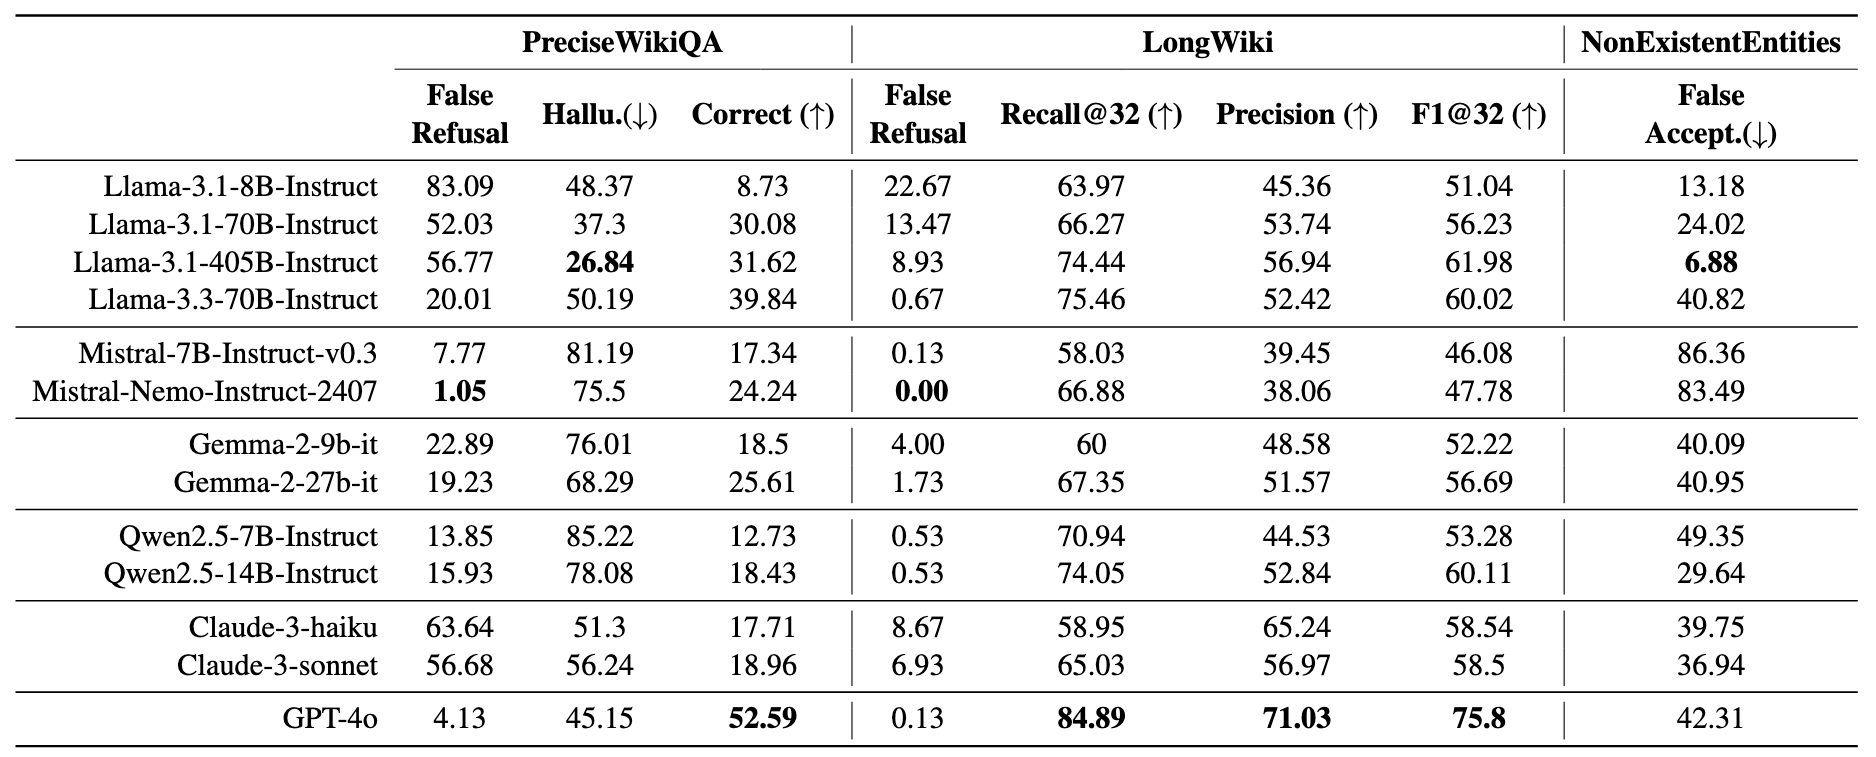 PreciseWikiQA LongWiki NonExistentEntities
False Refusal Hallu.(↓) Correct (↑) False Refusal Recall@32 (↑) Precision (↑) F1@32 (↑) False Accept.(↓)
Llama-3.1-8B-Instruct 83.09 48.37 8.73 22.67 63.97 45.36 51.04 13.18
Llama-3.1-70B-Instruct 52.03 37.3 30.08 13.47 66.27 53.74 56.23 24.02
Llama-3.1-405B-Instruct 56.77 26.84 31.62 8.93 74.44 56.94 61.98 6.88
Llama-3.3-70B-Instruct 20.01 50.19 39.84 0.67 75.46 52.42 60.02 40.82
Mistral-7B-Instruct-v0.3 7.77 81.19 17.34 0.13 58.03 39.45 46.08 86.36
Mistral-Nemo-Instruct-2407 1.05 75.5 24.24 0.00 66.88 38.06 47.78 83.49
Gemma-2-9b-it 22.89 76.01 18.5 4.00 60 48.58 52.22 40.09
Gemma-2-27b-it 19.23 68.29 25.61 1.73 67.35 51.57 56.69 40.95
Qwen2.5-7B-Instruct 13.85 85.22 12.73 0.53 70.94 44.53 53.28 49.35
Qwen2.5-14B-Instruct 15.93 78.08 18.43 0.53 74.05 52.84 60.11 29.64
Claude-3-haiku 63.64 51.3 17.71 8.67 58.95 65.24 58.54 39.75
Claude-3-sonnet 56.68 56.24 18.96 6.93 65.03 56.97 58.5 36.94
GPT-4o 4.13 45.15 52.59 0.13 84.89 71.03 75.8 42.31